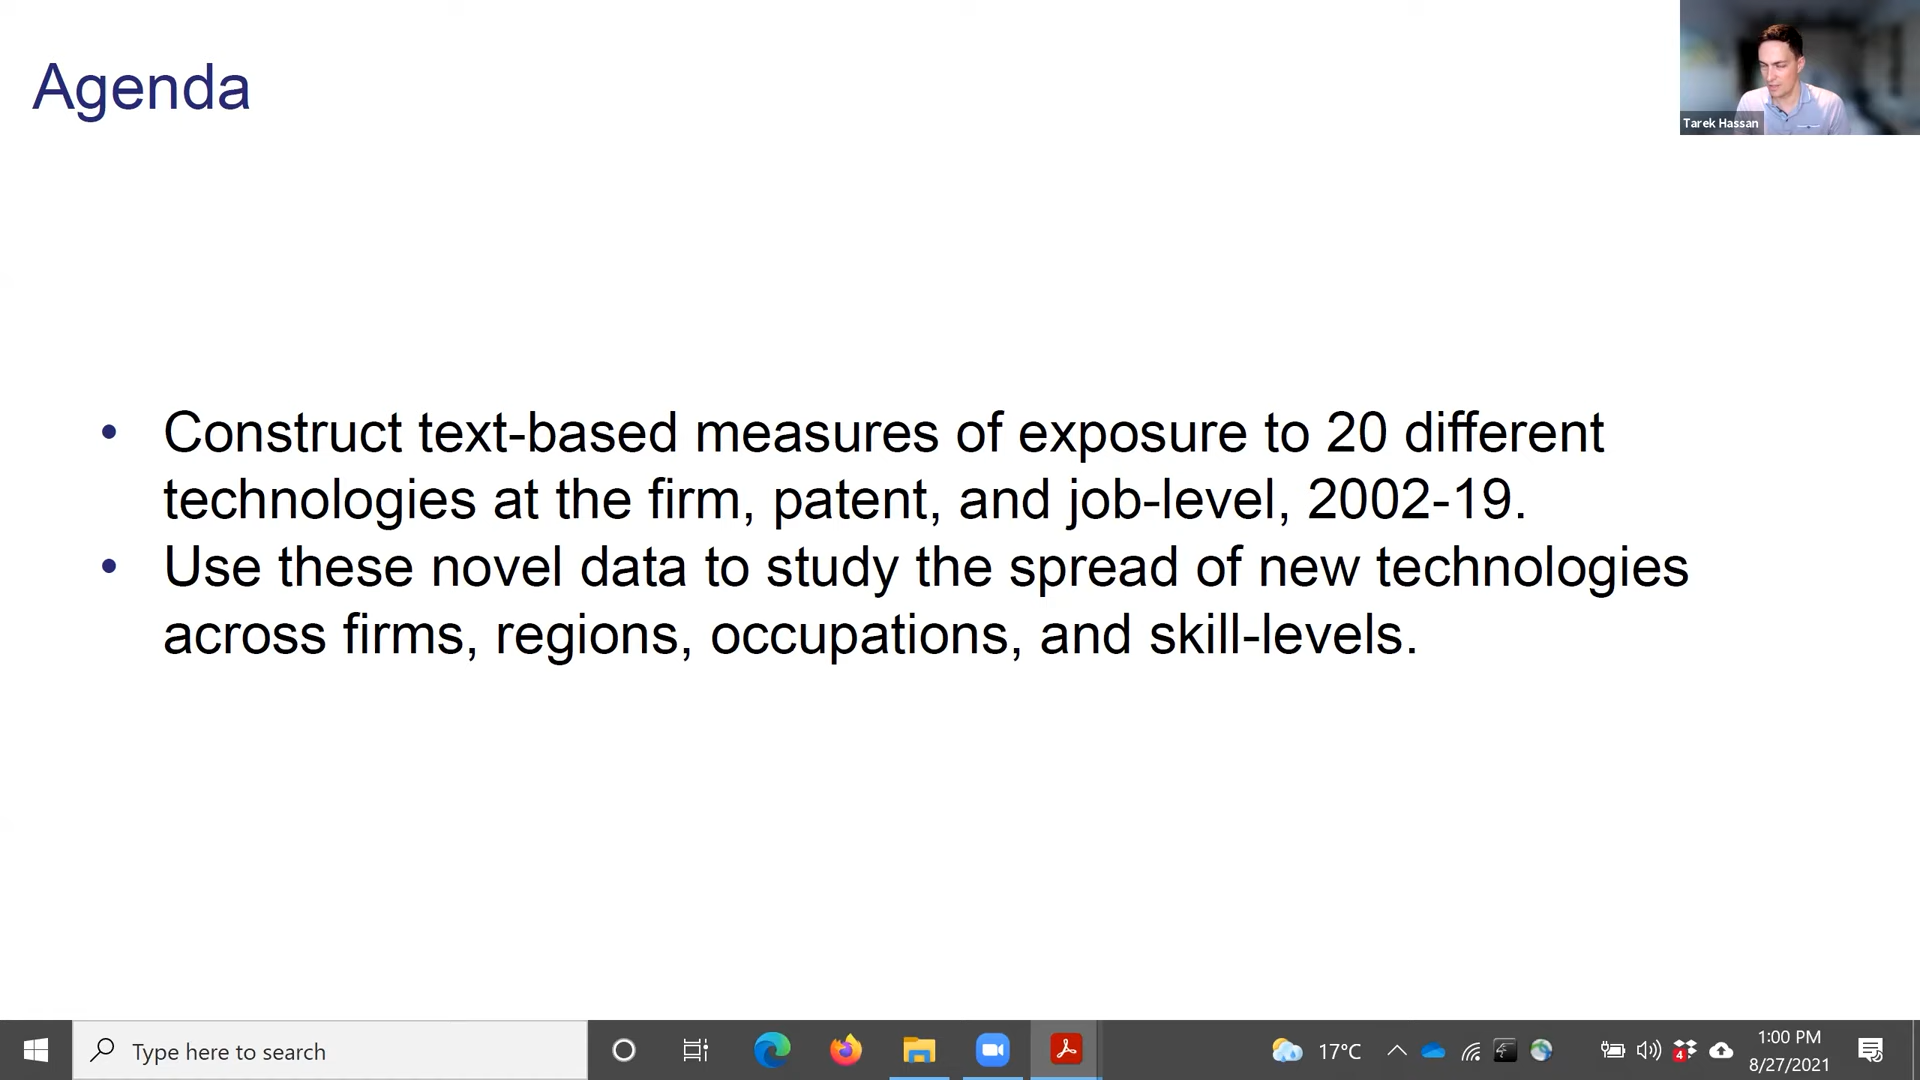 Agenda
Tarek Hassan
• Construct text-based measures of exposure to 20 different
technologies at the firm, patent, and job-level, 2002-19.
• Use these novel data to study the spread of new technologies
across firms, regions, occupations, and skill-levels.
Type here to search
17°C
4
1:00 PM
8/27/2021